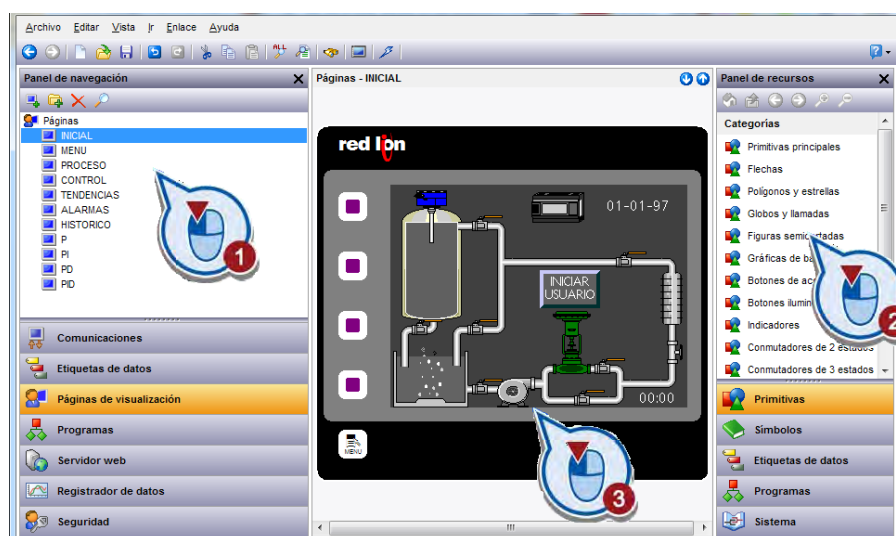 Archivo Editar Vista Ir Enlace Ayuda
Panel de navegación
Páginas
INICIAL
MENU
PROCESO
CONTROL
TENDENCIAS
ALARMAS
HISTORICO
P
PI
PD
PID
1
Comunicaciones
Etiquetas de datos
Páginas de visualización
Programas
Servidor web
Registrador de datos
Seguridad
Páginas - INICIAL
red lion
01-01-97
INICIAR
USUARIO
00:00
MENU
3
Panel de recursos
Categorías
Primitivas principales
Flechas
Polígonos y estrellas
Globos y llamadas
Figuras
Gráficas de
Botones de
Botones
Indicadores
Conmutadores de 2 estados
Conmutadores de 3 estados
2
Primitivas
Símbolos
Etiquetas de datos
Programas
Sistema